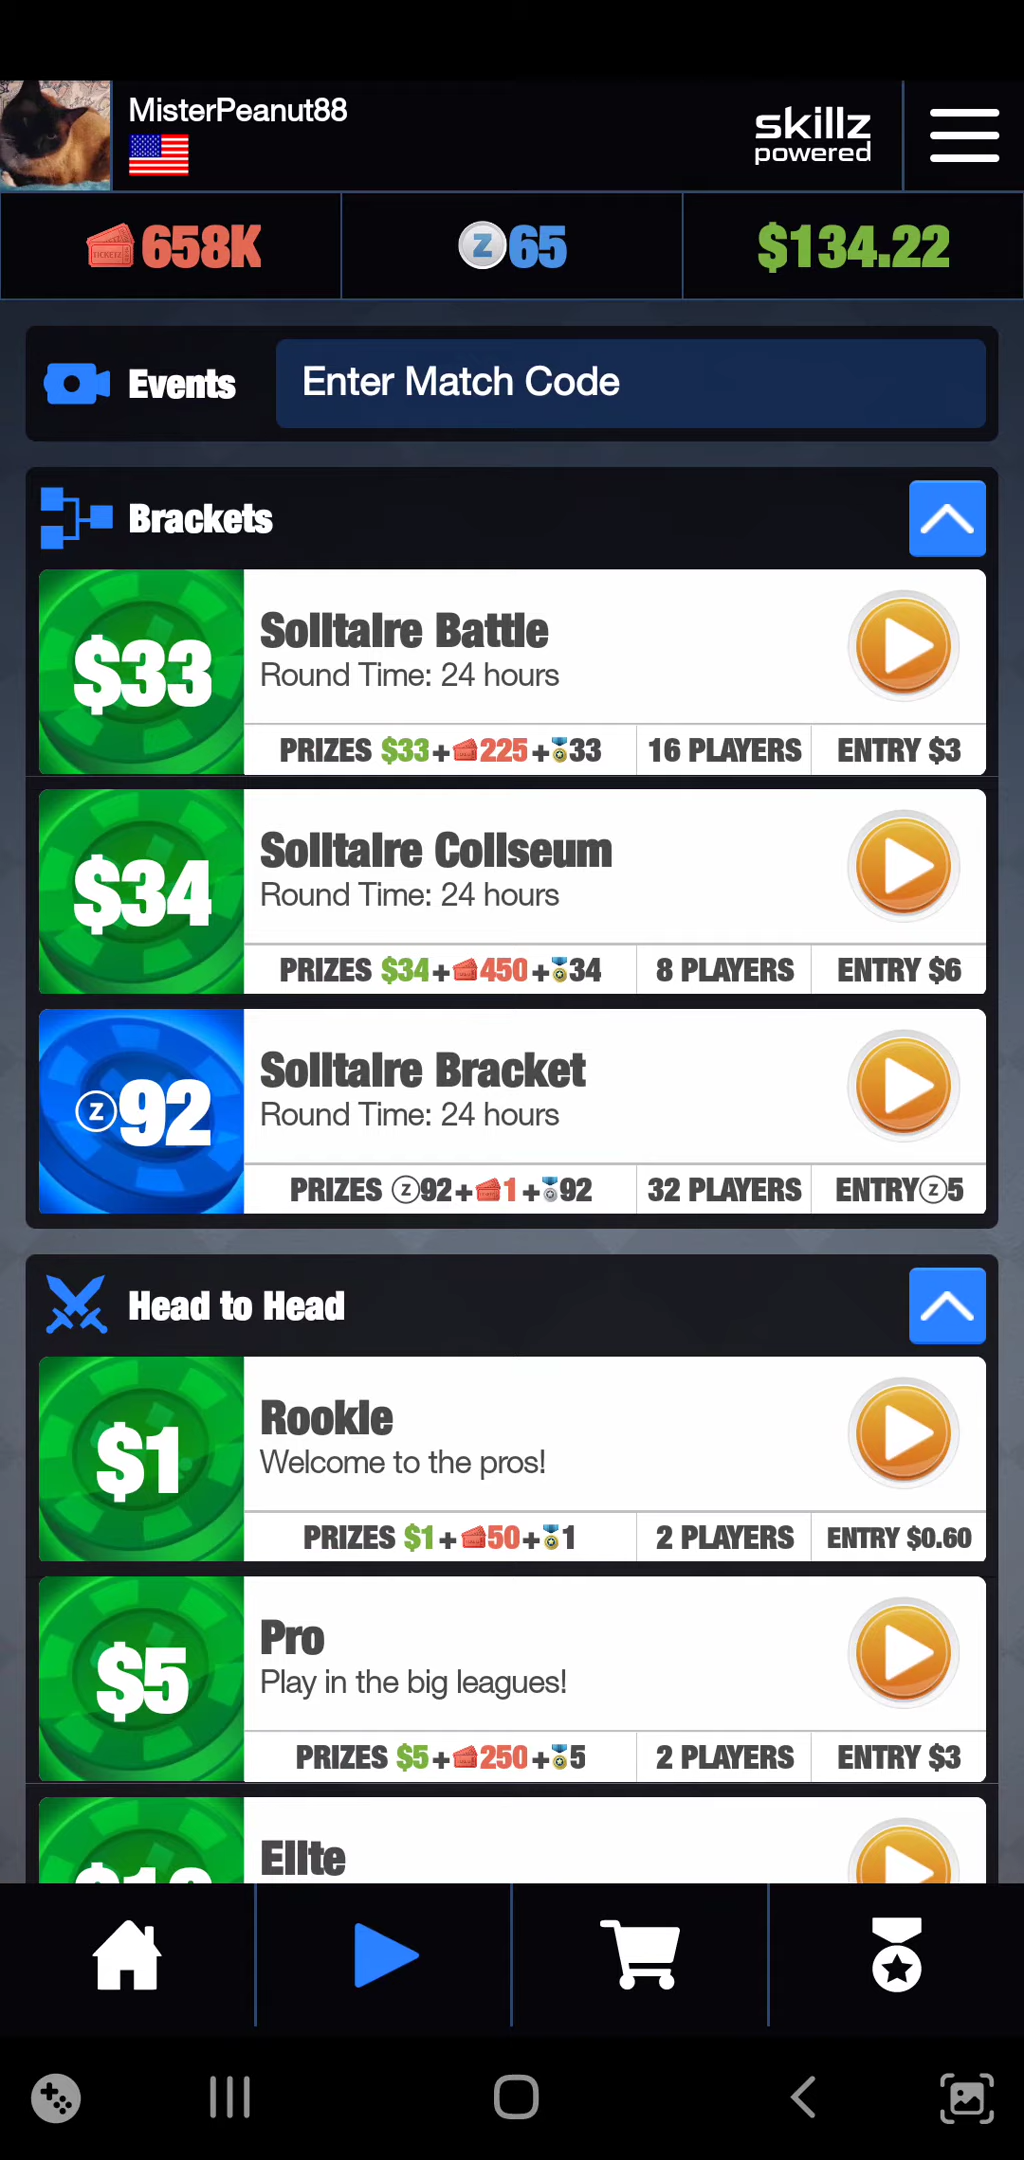 MisterPeanut88
skillz
powered
TICKETZ 658K
Z 65
$134.22
Events
Enter Match Code
Brackets
$33
Solitaire Battle
Round Time: 24 hours
PRIZES $33+225+33
16 PLAYERS
ENTRY $3
$34
Solitaire Coliseum
Round Time: 24 hours
PRIZES $34+450+34
8 PLAYERS
ENTRY $6
Z92
Solitaire Bracket
Round Time: 24 hours
PRIZES Z92+1+92
32 PLAYERS
ENTRY Z5
Head to Head
$1
Rookie
Welcome to the pros!
PRIZES $1+50+1
2 PLAYERS
ENTRY $0.60
$5
Pro
Play in the big leagues!
PRIZES $5+250+5
2 PLAYERS
ENTRY $3
Elite